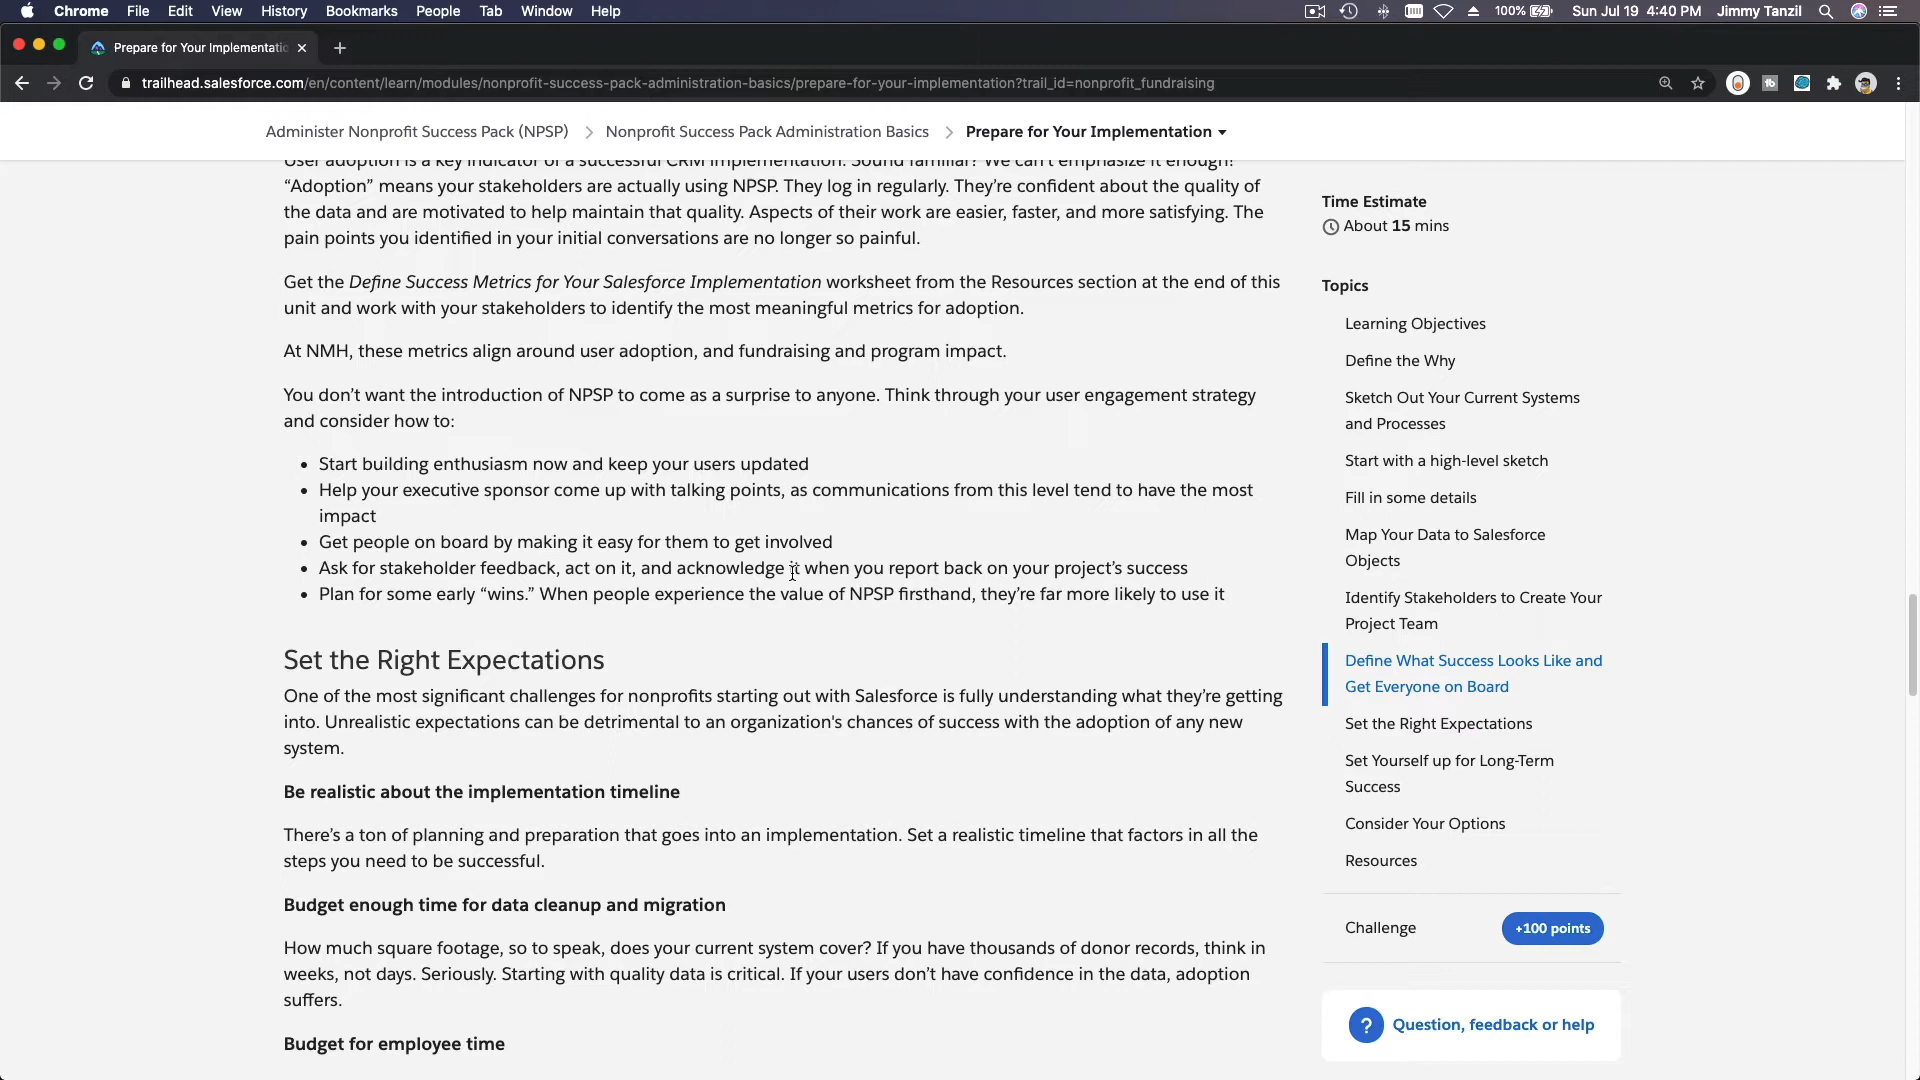 Chrome File Edit View History Bookmarks People Tab Window Help 100% Sun Jul 19 4:40 PM Jimmy Tanzil
Prepare for Your Implementatio
trailhead.salesforce.com/en/content/learn/modules/nonprofit-success-pack-administration-basics/prepare-for-your-implementation?trail_id=nonprofit_fundraising
Administer Nonprofit Success Pack (NPSP) > Nonprofit Success Pack Administration Basics > Prepare for Your Implementation
User adoption is a key indicator of a successful CRM implementation. Sound familiar? We can't emphasize it enough!
“Adoption” means your stakeholders are actually using NPSP. They log in regularly. They’re confident about the quality of
the data and are motivated to help maintain that quality. Aspects of their work are easier, faster, and more satisfying. The
pain points you identified in your initial conversations are no longer so painful.
Get the Define Success Metrics for Your Salesforce Implementation worksheet from the Resources section at the end of this
unit and work with your stakeholders to identify the most meaningful metrics for adoption.
At NMH, these metrics align around user adoption, and fundraising and program impact.
You don’t want the introduction of NPSP to come as a surprise to anyone. Think through your user engagement strategy
and consider how to:
• Start building enthusiasm now and keep your users updated
• Help your executive sponsor come up with talking points, as communications from this level tend to have the most
impact
• Get people on board by making it easy for them to get involved
• Ask for stakeholder feedback, act on it, and acknowledge it when you report back on your project’s success
• Plan for some early “wins.” When people experience the value of NPSP firsthand, they’re far more likely to use it
Set the Right Expectations
One of the most significant challenges for nonprofits starting out with Salesforce is fully understanding what they’re getting
into. Unrealistic expectations can be detrimental to an organization's chances of success with the adoption of any new
system.
Be realistic about the implementation timeline
There’s a ton of planning and preparation that goes into an implementation. Set a realistic timeline that factors in all the
steps you need to be successful.
Budget enough time for data cleanup and migration
How much square footage, so to speak, does your current system cover? If you have thousands of donor records, think in
weeks, not days. Seriously. Starting with quality data is critical. If your users don’t have confidence in the data, adoption
suffers.
Budget for employee time
Time Estimate
About 15 mins
Topics
Learning Objectives
Define the Why
Sketch Out Your Current Systems
and Processes
Start with a high-level sketch
Fill in some details
Map Your Data to Salesforce
Objects
Identify Stakeholders to Create Your
Project Team
Define What Success Looks Like and
Get Everyone on Board
Set the Right Expectations
Set Yourself up for Long-Term
Success
Consider Your Options
Resources
Challenge +100 points
? Question, feedback or help